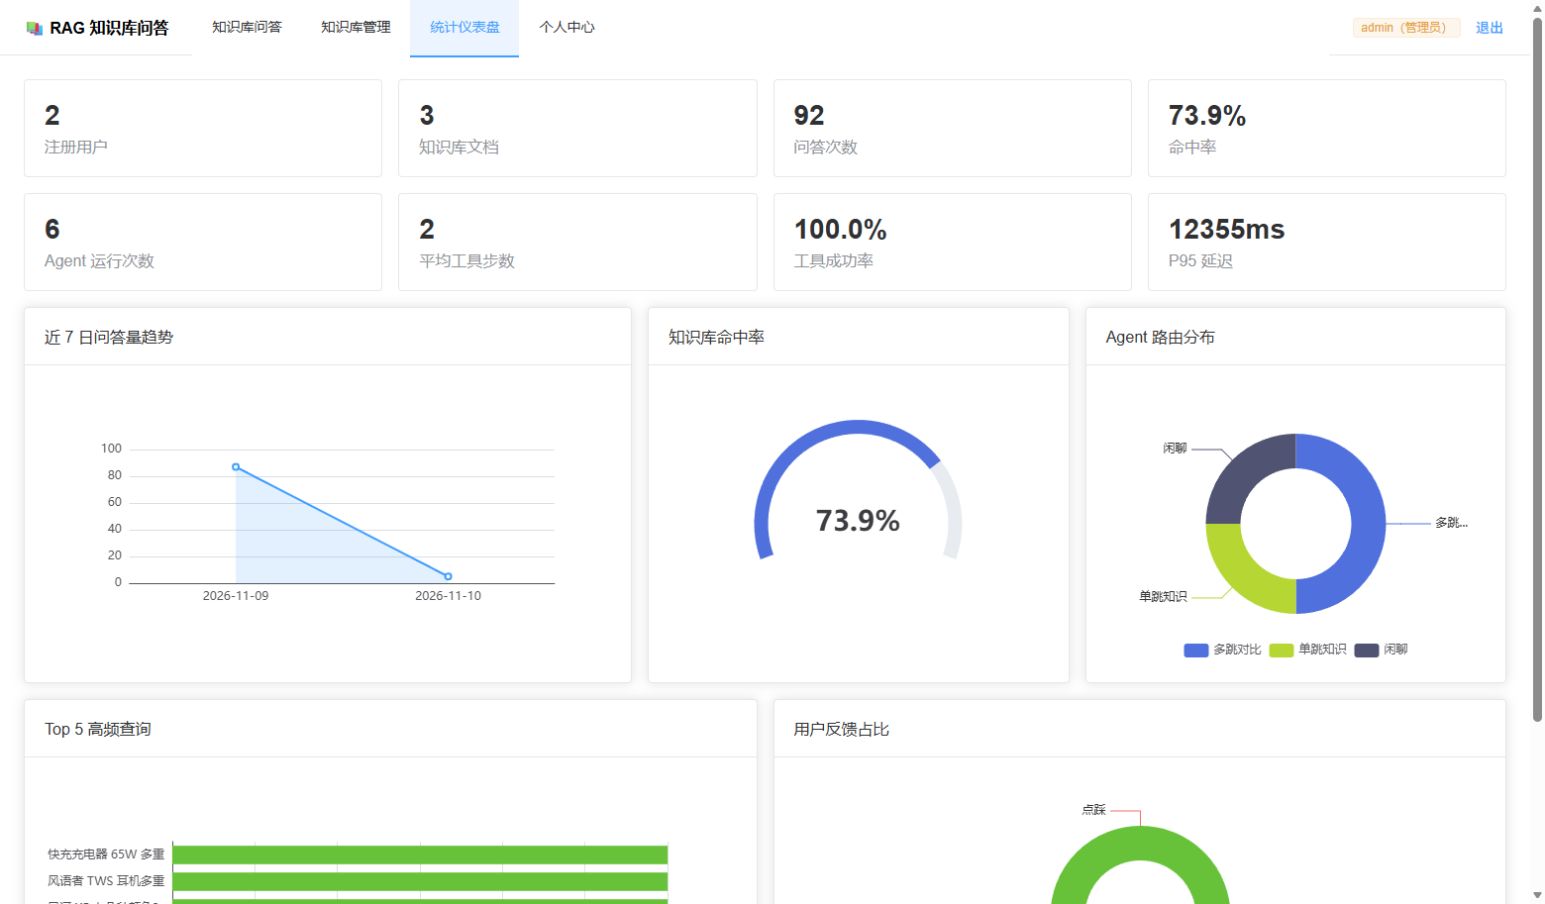 RAG 知识库问答 知识库问答 知识库管理 统计仪表盘 个人中心 admin（管理员） 退出
2 3 92 73.9%
注册用户 知识库文档 问答次数 命中率
6 2 100.0% 12355ms
Agent 运行次数 平均工具步数 工具成功率 P95 延迟
近 7 日问答量趋势
100
80
60
40
20
0
2026-11-09 2026-11-10
知识库命中率
73.9%
Agent 路由分布
闲聊
多跳...
单跳知识
多跳对比 单跳知识 闲聊
Top 5 高频查询
快充充电器 65W 多重
风语者 TWS 耳机多重
用户反馈占比
点踩